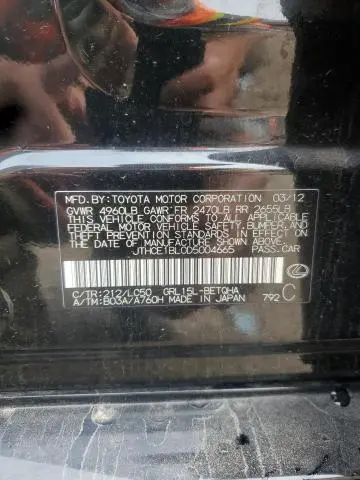 MFD.BY:TOYOTA MOTOR CORPORATION 03/12
GVWR 4960LB GAWR FR 2470LB RR 2655LB
THIS VEHICLE CONFORMS TO ALL APPLICABLE
FEDERAL MOTOR VEHICLE SAFETY, BUMPER, AND
THEFT PREVENTION STANDARDS IN EFFECT ON
THE DATE OF MANUFACTURE SHOWN ABOVE.
JTHCE1BL0D5004665 PASS.CAR
C/TR:212/LC50 GRL15L-BETQHA
A/TM:B03A/A760H MADE IN JAPAN 792 C